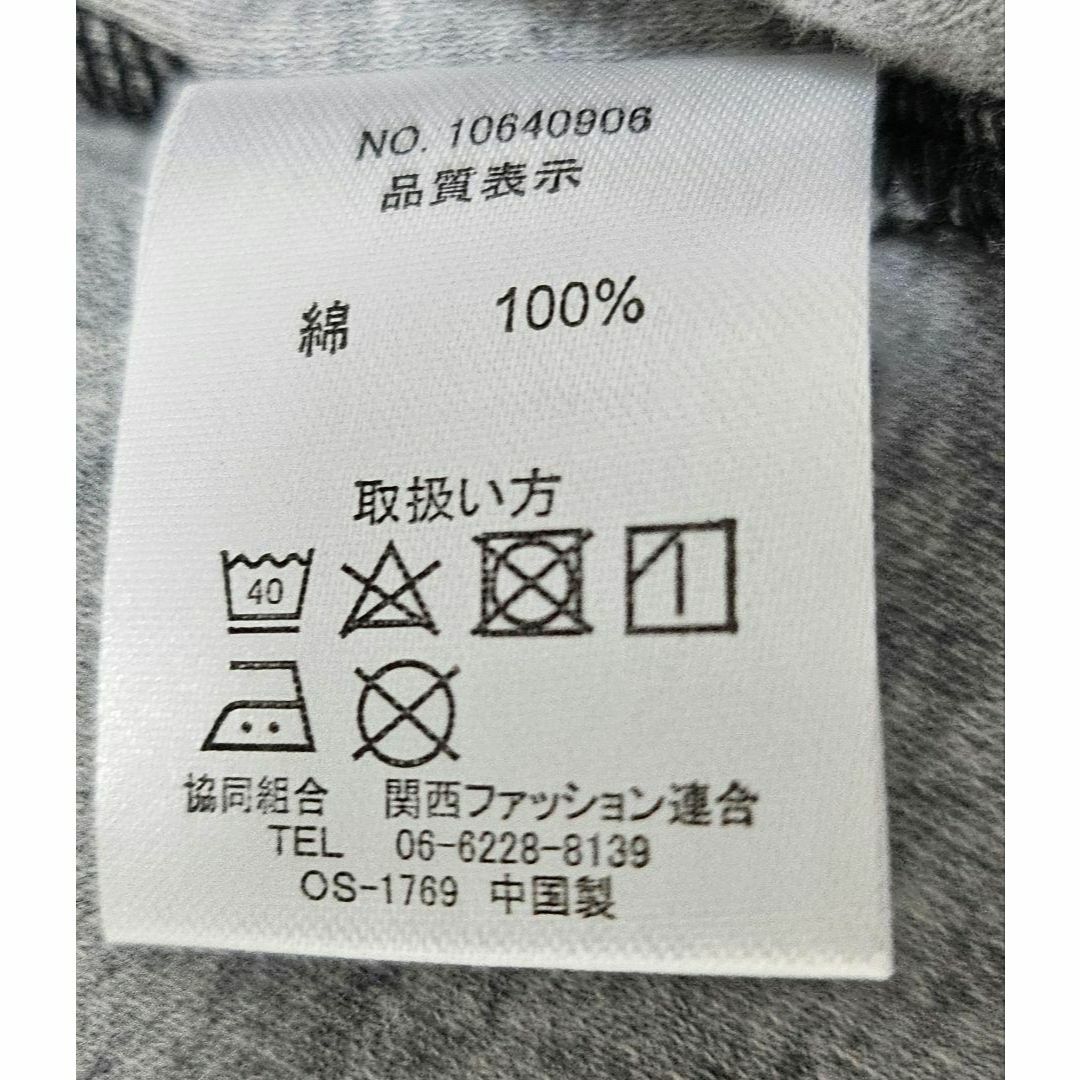 NO. 10640906
品質表示
綿 100%
取扱い方
40
協同組合 関西ファッション連合
TEL 06-6228-8139
OS-1769 中国製